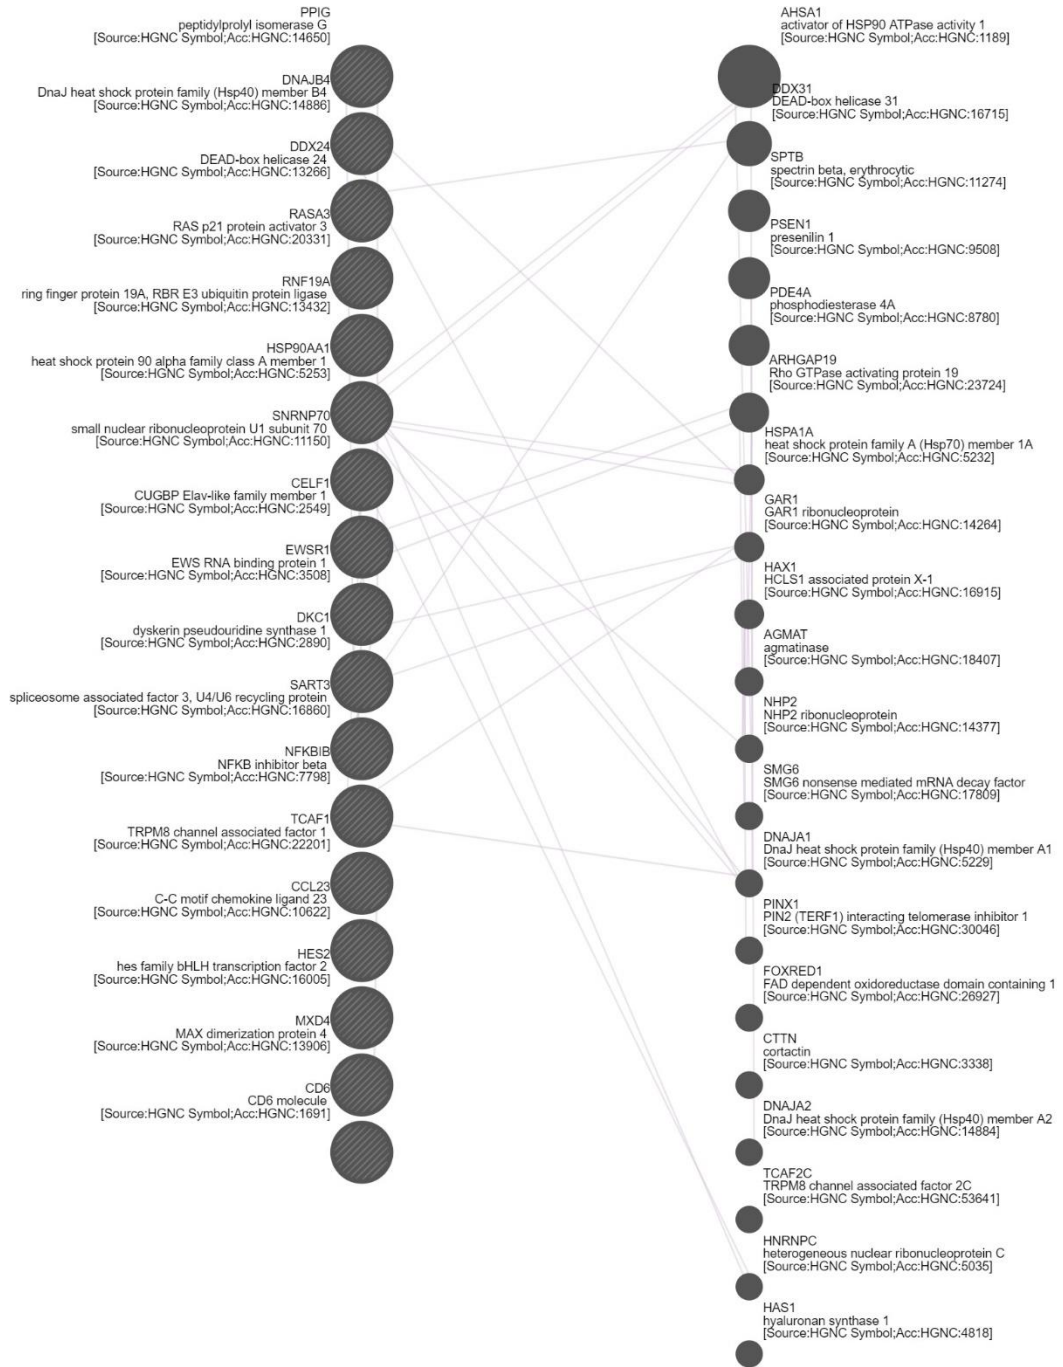 PPIG
peptidylprolyl isomerase G
[Source:HGNC Symbol;Acc:HGNC:14650]
DNAJB4
DnaJ heat shock protein family (Hsp40) member B4
[Source:HGNC Symbol;Acc:HGNC:14886]
DDX24
DEAD-box helicase 24
[Source:HGNC Symbol;Acc:HGNC:13266]
RASA3
RAS p21 protein activator 3
[Source:HGNC Symbol;Acc:HGNC:20331]
RNF19A
ring finger protein 19A, RBR E3 ubiquitin protein ligase
[Source:HGNC Symbol;Acc:HGNC:13432]
HSP90AA1
heat shock protein 90 alpha family class A member 1
[Source:HGNC Symbol;Acc:HGNC:5253]
SNRNP70
small nuclear ribonucleoprotein U1 subunit 70
[Source:HGNC Symbol;Acc:HGNC:11150]
CELF1
CUGBP Elav-like family member 1
[Source:HGNC Symbol;Acc:HGNC:2549]
EWSR1
EWS RNA binding protein 1
[Source:HGNC Symbol;Acc:HGNC:3508]
DKC1
dyskerin pseudouridine synthase 1
[Source:HGNC Symbol;Acc:HGNC:2890]
SART3
spliceosome associated factor 3, U4/U6 recycling protein
[Source:HGNC Symbol;Acc:HGNC:16860]
NFKBIB
NFKB inhibitor beta
[Source:HGNC Symbol;Acc:HGNC:7798]
TCAF1
TRPM8 channel associated factor 1
[Source:HGNC Symbol;Acc:HGNC:22201]
CCL23
C-C motif chemokine ligand 23
[Source:HGNC Symbol;Acc:HGNC:10622]
HES2
hes family bHLH transcription factor 2
[Source:HGNC Symbol;Acc:HGNC:16005]
MXD4
MAX dimerization protein 4
[Source:HGNC Symbol;Acc:HGNC:13906]
CD6
CD6 molecule
[Source:HGNC Symbol;Acc:HGNC:1691]
AHSA1
activator of HSP90 ATPase activity 1
[Source:HGNC Symbol;Acc:HGNC:1189]
DDX31
DEAD-box helicase 31
[Source:HGNC Symbol;Acc:HGNC:16715]
SPTB
spectrin beta, erythrocytic
[Source:HGNC Symbol;Acc:HGNC:11274]
PSEN1
presenilin 1
[Source:HGNC Symbol;Acc:HGNC:9508]
PDE4A
phosphodiesterase 4A
[Source:HGNC Symbol;Acc:HGNC:8780]
ARHGAP19
Rho GTPase activating protein 19
[Source:HGNC Symbol;Acc:HGNC:23724]
HSPA1A
heat shock protein family A (Hsp70) member 1A
[Source:HGNC Symbol;Acc:HGNC:5232]
GAR1
GAR1 ribonucleoprotein
[Source:HGNC Symbol;Acc:HGNC:14264]
HAX1
HCLS1 associated protein X-1
[Source:HGNC Symbol;Acc:HGNC:16915]
AGMAT
agmatinase
[Source:HGNC Symbol;Acc:HGNC:18407]
NHP2
NHP2 ribonucleoprotein
[Source:HGNC Symbol;Acc:HGNC:14377]
SMG6
SMG6 nonsense mediated mRNA decay factor
[Source:HGNC Symbol;Acc:HGNC:17809]
DNAJA1
DnaJ heat shock protein family (Hsp40) member A1
[Source:HGNC Symbol;Acc:HGNC:5229]
PINX1
PIN2 (TERF1) interacting telomerase inhibitor 1
[Source:HGNC Symbol;Acc:HGNC:30046]
FOXRED1
FAD dependent oxidoreductase domain containing 1
[Source:HGNC Symbol;Acc:HGNC:26927]
CTTN
cortactin
[Source:HGNC Symbol;Acc:HGNC:3338]
DNAJA2
DnaJ heat shock protein family (Hsp40) member A2
[Source:HGNC Symbol;Acc:HGNC:14884]
TCAF2C
TRPM8 channel associated factor 2C
[Source:HGNC Symbol;Acc:HGNC:53641]
HNRNPC
heterogeneous nuclear ribonucleoprotein C
[Source:HGNC Symbol;Acc:HGNC:5035]
HAS1
hyaluronan synthase 1
[Source:HGNC Symbol;Acc:HGNC:4818]